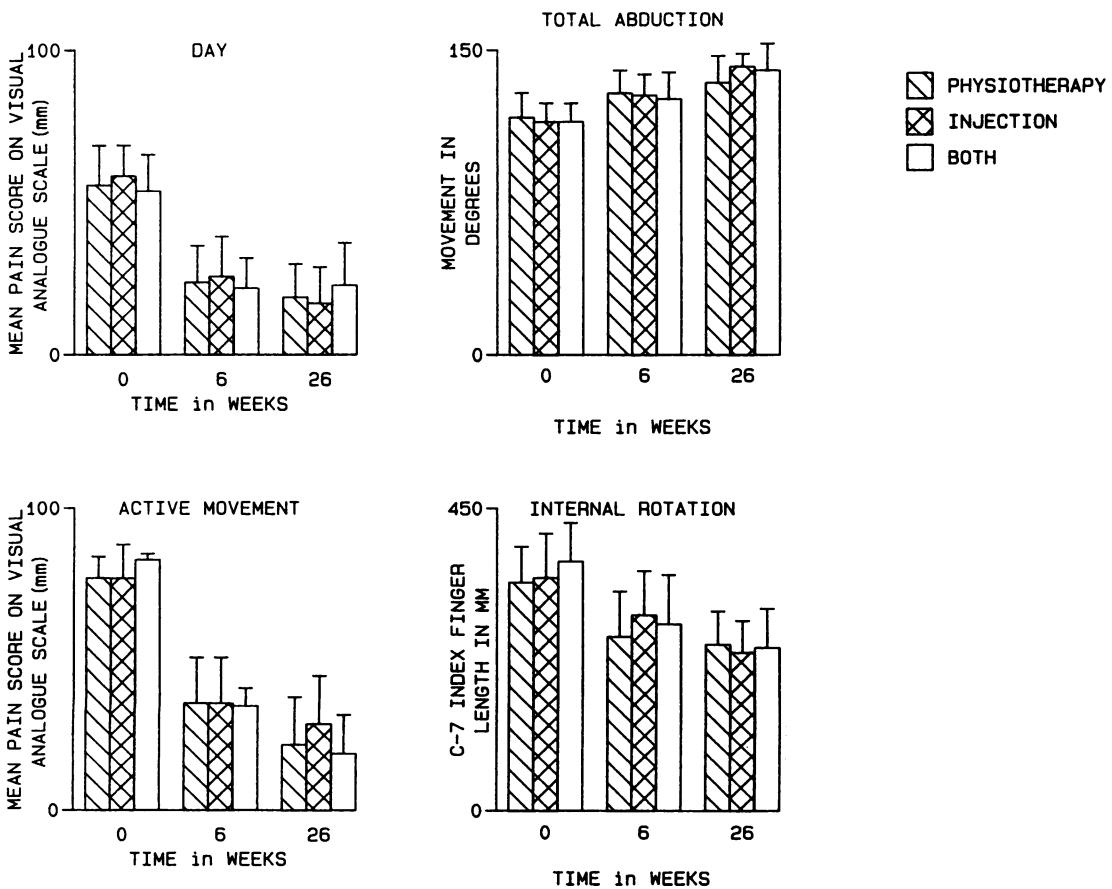 DAY
100
0
MEAN PAIN SCORE ON VISUAL
ANALOGUE SCALE (mm)
0 6 26
TIME in WEEKS
TOTAL ABDUCTION
150
0
MOVEMENT IN
DEGREES
0 6 26
TIME in WEEKS
PHYSIOTHERAPY
INJECTION
BOTH
ACTIVE MOVEMENT
100
0
MEAN PAIN SCORE ON VISUAL
ANALOGUE SCALE (mm)
0 6 26
TIME in WEEKS
INTERNAL ROTATION
450
0
C-7 INDEX FINGER
LENGTH IN MM
0 6 26
TIME in WEEKS